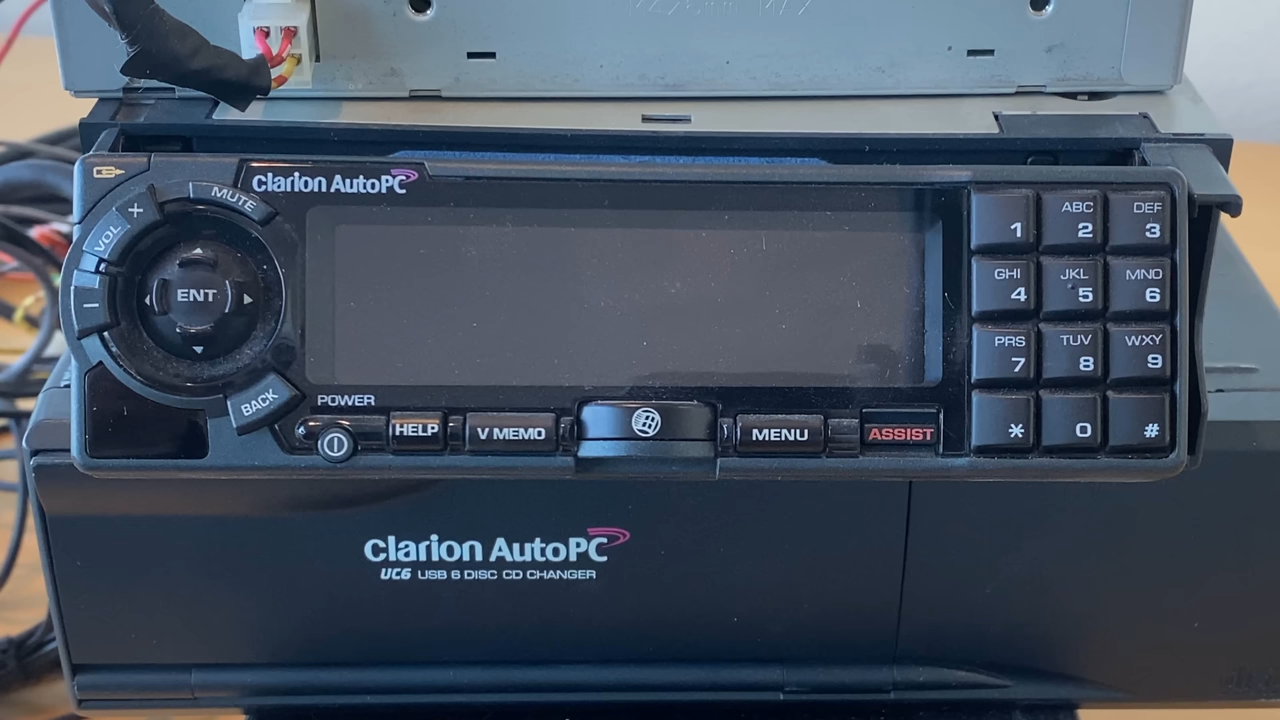 clarion AutoPC
MUTE
VOL
+
−
ENT
BACK
POWER
HELP
V MEMO
MENU
ASSIST
1
ABC 2
DEF 3
GHI 4
JKL 5
MNO 6
PRS 7
TUV 8
WXY 9
*
0
#
clarion AutoPC
UC6 USB 6 DISC CD CHANGER